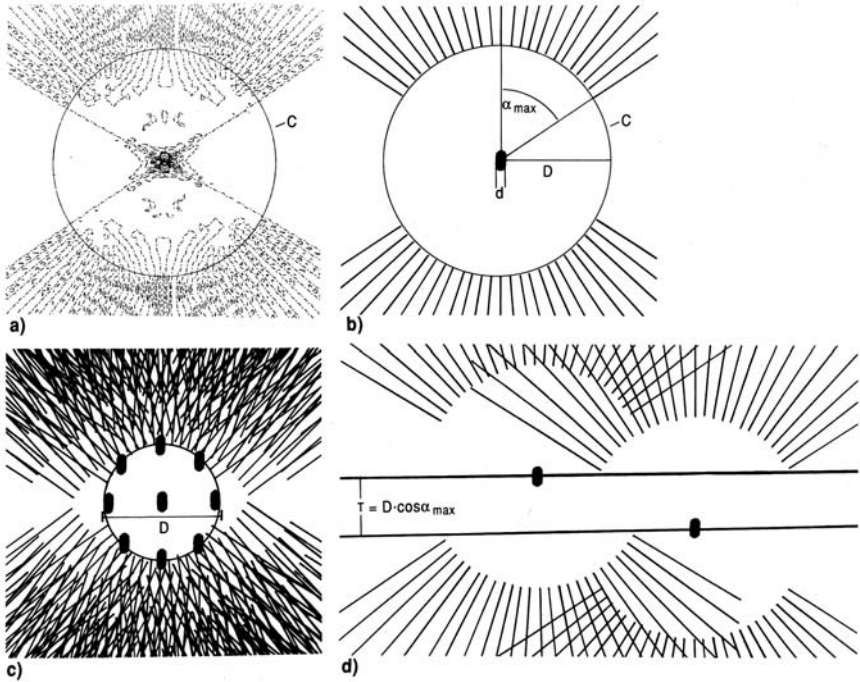 C
a)
α max
C
D
d
b)
D
c)
T = D·cosα max
d)